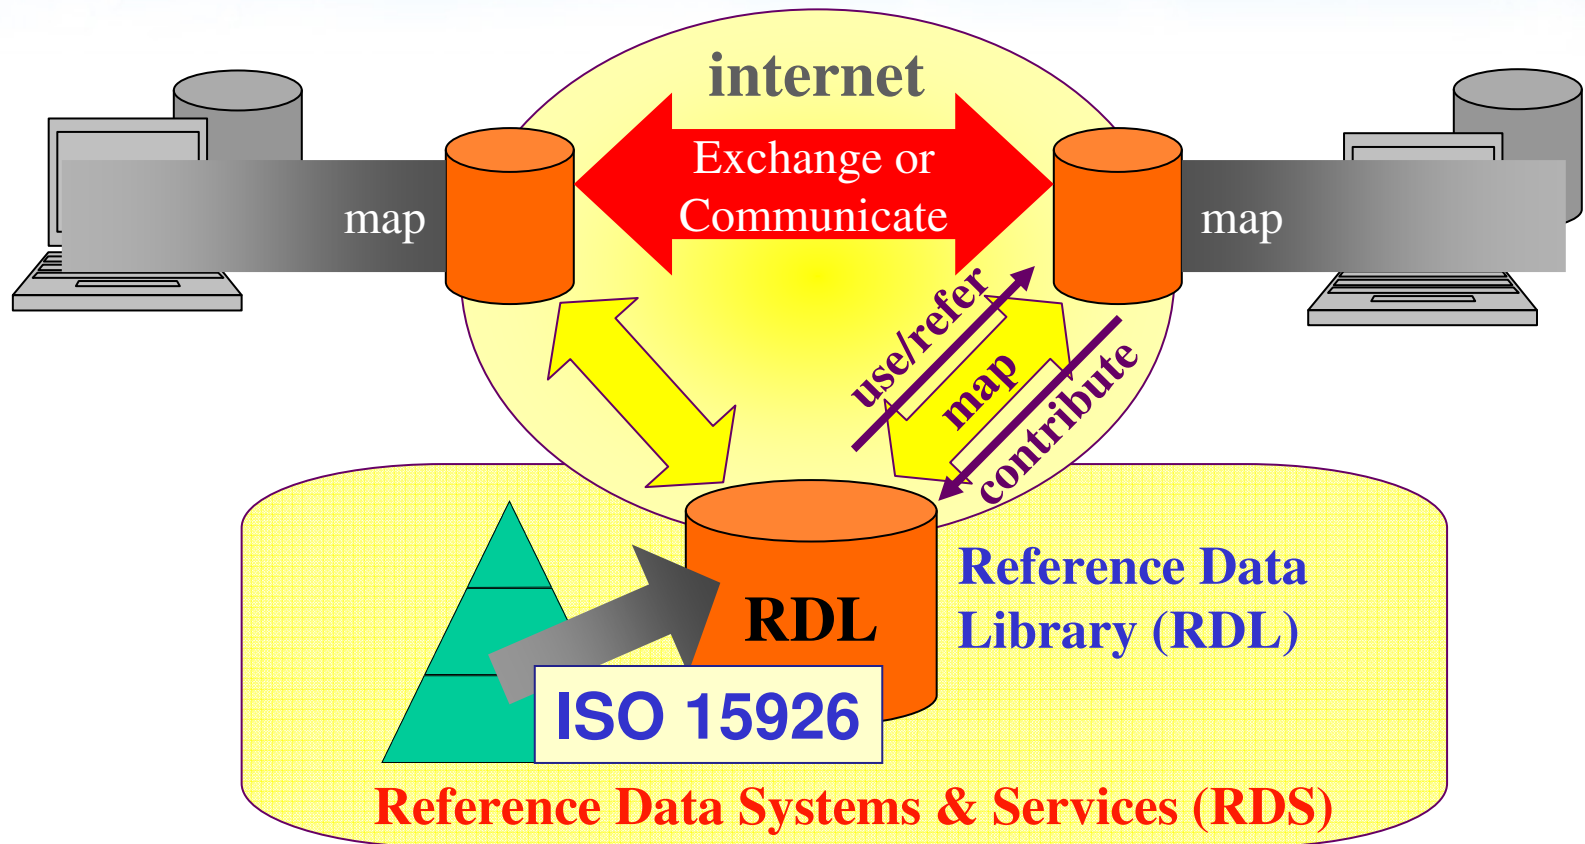 internet
Exchange or
Communicate
map
map
use/refer
map
contribute
RDL
Reference Data
Library (RDL)
ISO 15926
Reference Data Systems & Services (RDS)